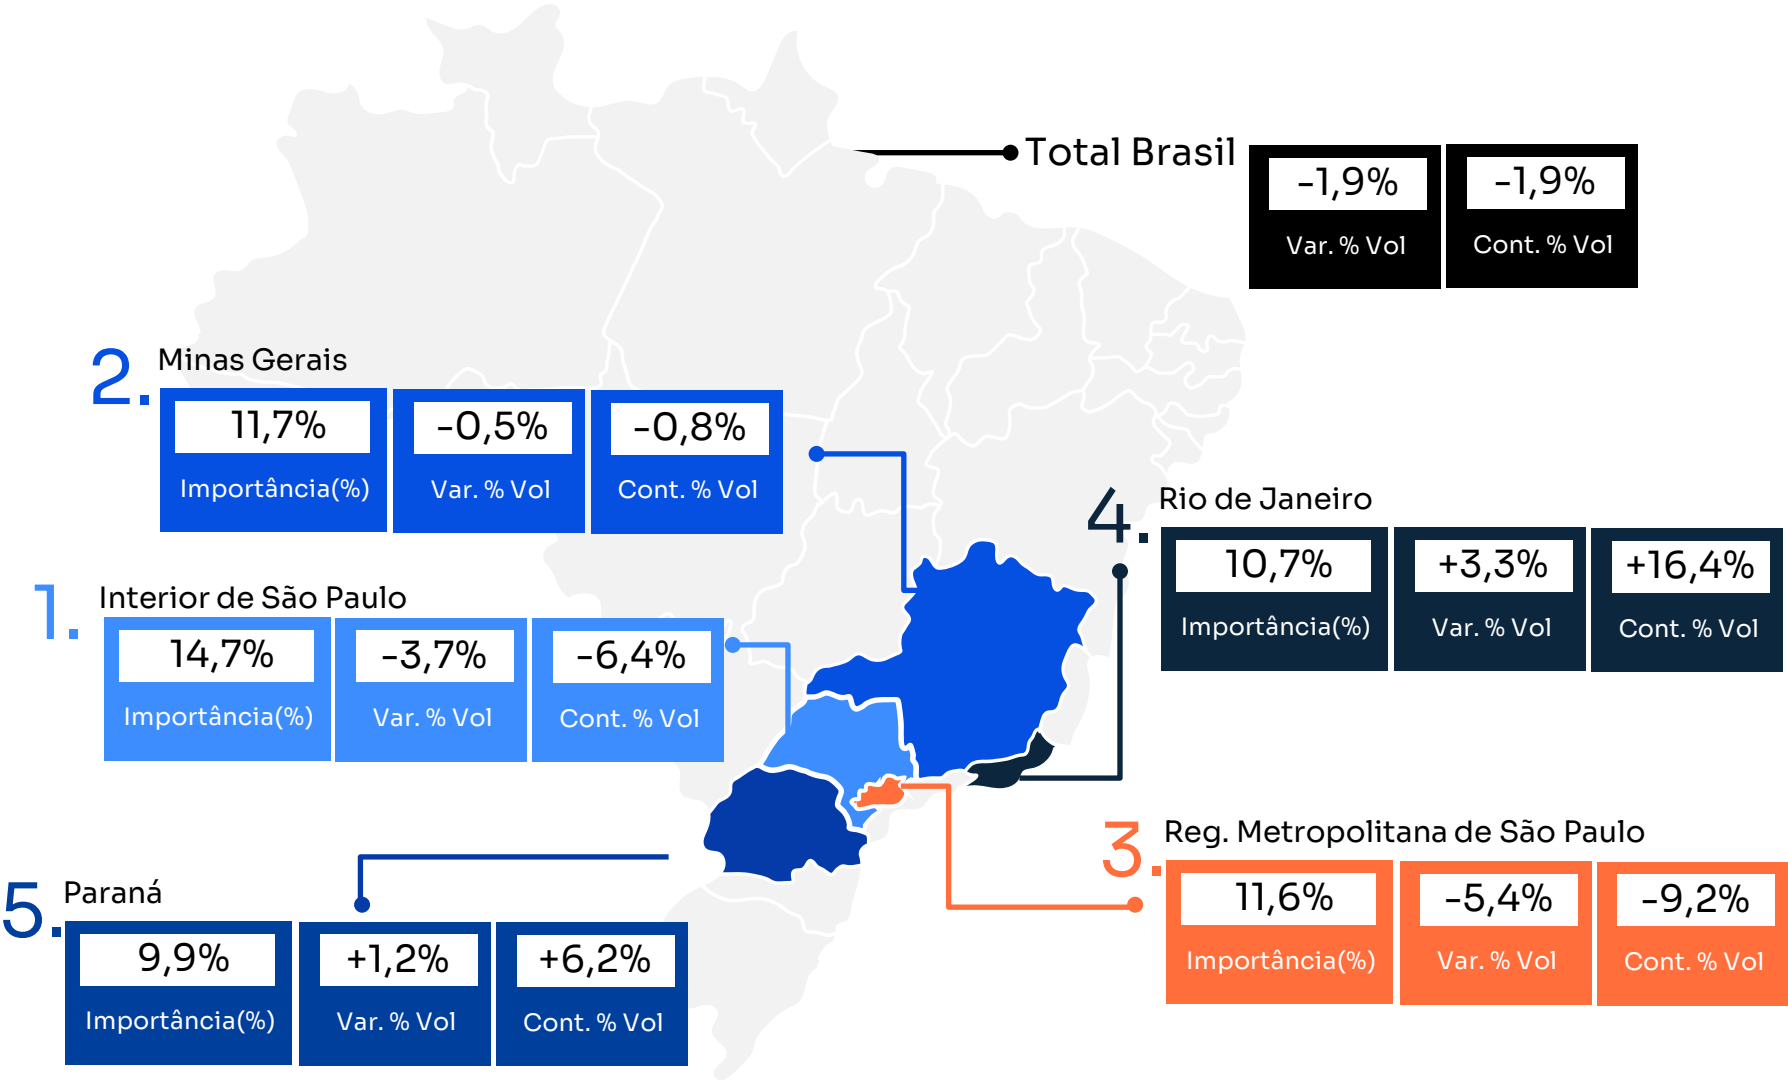 Total Brasil
-1,9%
Var. % Vol
-1,9%
Cont. % Vol
2.
Minas Gerais
11,7%
Importância(%)
-0,5%
Var. % Vol
-0,8%
Cont. % Vol
4.
Rio de Janeiro
10,7%
Importância(%)
+3,3%
Var. % Vol
+16,4%
Cont. % Vol
1.
Interior de São Paulo
14,7%
Importância(%)
-3,7%
Var. % Vol
-6,4%
Cont. % Vol
3.
Reg. Metropolitana de São Paulo
11,6%
Importância(%)
-5,4%
Var. % Vol
-9,2%
Cont. % Vol
5.
Paraná
9,9%
Importância(%)
+1,2%
Var. % Vol
+6,2%
Cont. % Vol